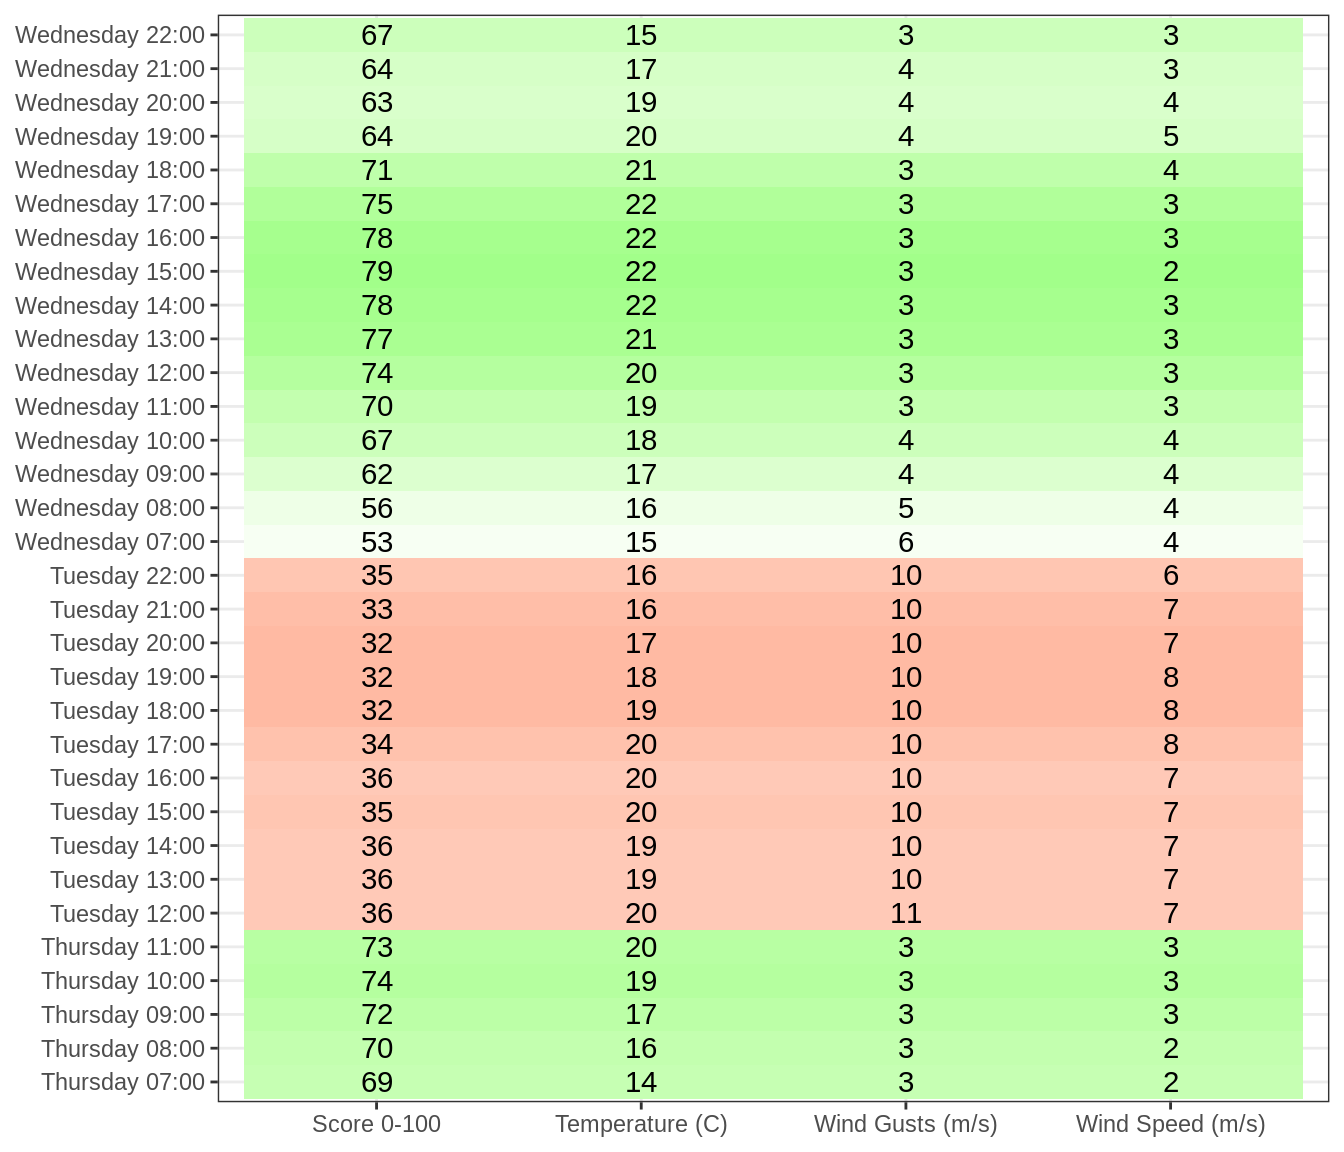 Wednesday 22:00 67 15 3 3
Wednesday 21:00 64 17 4 3
Wednesday 20:00 63 19 4 4
Wednesday 19:00 64 20 4 5
Wednesday 18:00 71 21 3 4
Wednesday 17:00 75 22 3 3
Wednesday 16:00 78 22 3 3
Wednesday 15:00 79 22 3 2
Wednesday 14:00 78 22 3 3
Wednesday 13:00 77 21 3 3
Wednesday 12:00 74 20 3 3
Wednesday 11:00 70 19 3 3
Wednesday 10:00 67 18 4 4
Wednesday 09:00 62 17 4 4
Wednesday 08:00 56 16 5 4
Wednesday 07:00 53 15 6 4
Tuesday 22:00 35 16 10 6
Tuesday 21:00 33 16 10 7
Tuesday 20:00 32 17 10 7
Tuesday 19:00 32 18 10 8
Tuesday 18:00 32 19 10 8
Tuesday 17:00 34 20 10 8
Tuesday 16:00 36 20 10 7
Tuesday 15:00 35 20 10 7
Tuesday 14:00 36 19 10 7
Tuesday 13:00 36 19 10 7
Tuesday 12:00 36 20 11 7
Thursday 11:00 73 20 3 3
Thursday 10:00 74 19 3 3
Thursday 09:00 72 17 3 3
Thursday 08:00 70 16 3 2
Thursday 07:00 69 14 3 2
Score 0-100 Temperature (C) Wind Gusts (m/s) Wind Speed (m/s)